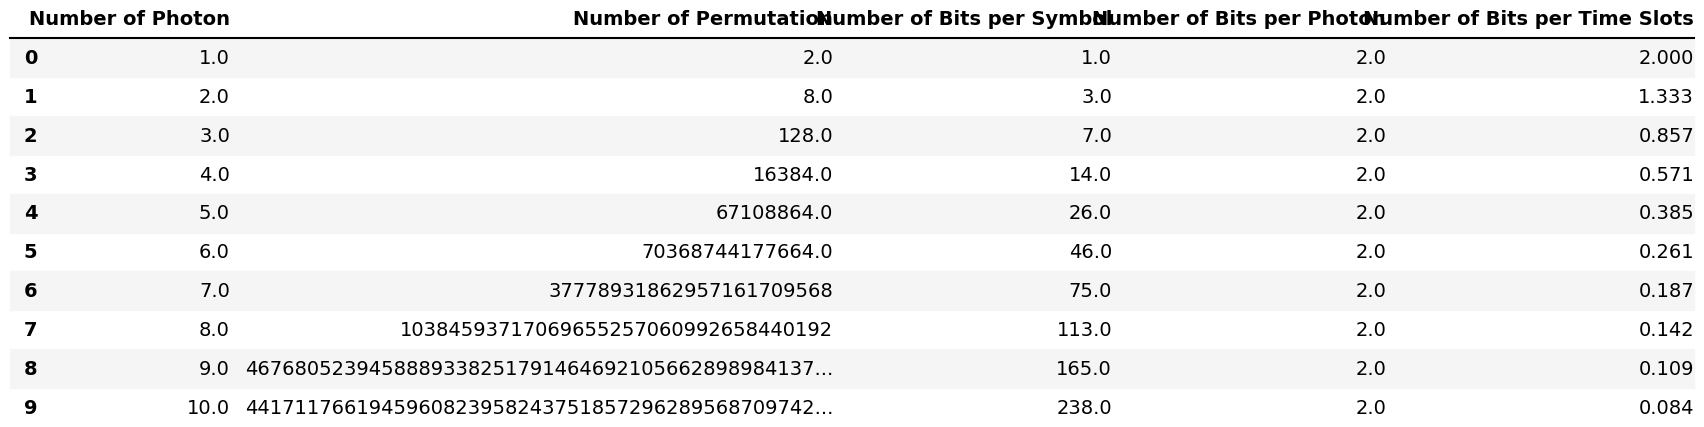 Number of Photon Number of Permutation Number of Bits per Symbol Number of Bits per Photon Number of Bits per Time Slots
0 1.0 2.0 1.0 2.0 2.000
1 2.0 8.0 3.0 2.0 1.333
2 3.0 128.0 7.0 2.0 0.857
3 4.0 16384.0 14.0 2.0 0.571
4 5.0 67108864.0 26.0 2.0 0.385
5 6.0 70368744177664.0 46.0 2.0 0.261
6 7.0 37778931862957161709568 75.0 2.0 0.187
7 8.0 10384593717069655257060992658440192 113.0 2.0 0.142
8 9.0 46768052394588893382517914646921056628989841​37... 165.0 2.0 0.109
9 10.0 44171176619459608239582437518572962895687097​42... 238.0 2.0 0.084